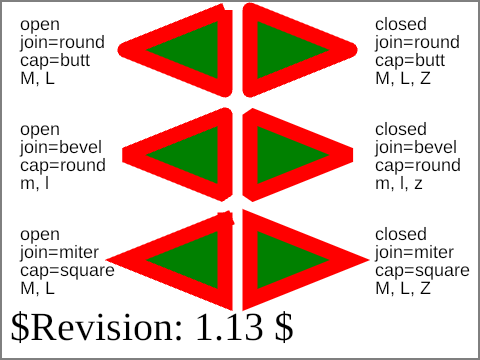 open
join=round
cap=butt
M, L
closed
join=round
cap=butt
M, L, Z
open
join=bevel
cap=round
m, l
closed
join=bevel
cap=round
m, l, z
open
join=miter
cap=square
M, L
closed
join=miter
cap=square
M, L, Z
$Revision: 1.13 $